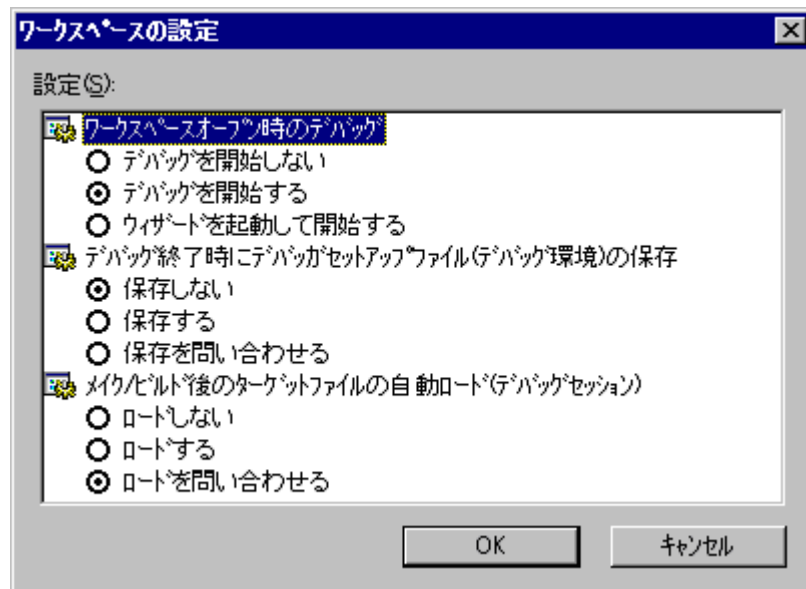 ワークスペースの設定
設定(S):
ワークスペースオープン時のデバッグ
デバッグを開始しない
デバッグを開始する
ウィザードを起動して開始する
デバッグ終了時にデバッガセットアップファイル(デバッグ環境)の保存
保存しない
保存する
保存を問い合わせる
メイク/ビルド後のターゲットファイルの自動ロード(デバッグセッション)
ロードしない
ロードする
ロードを問い合わせる
OK
キャンセル